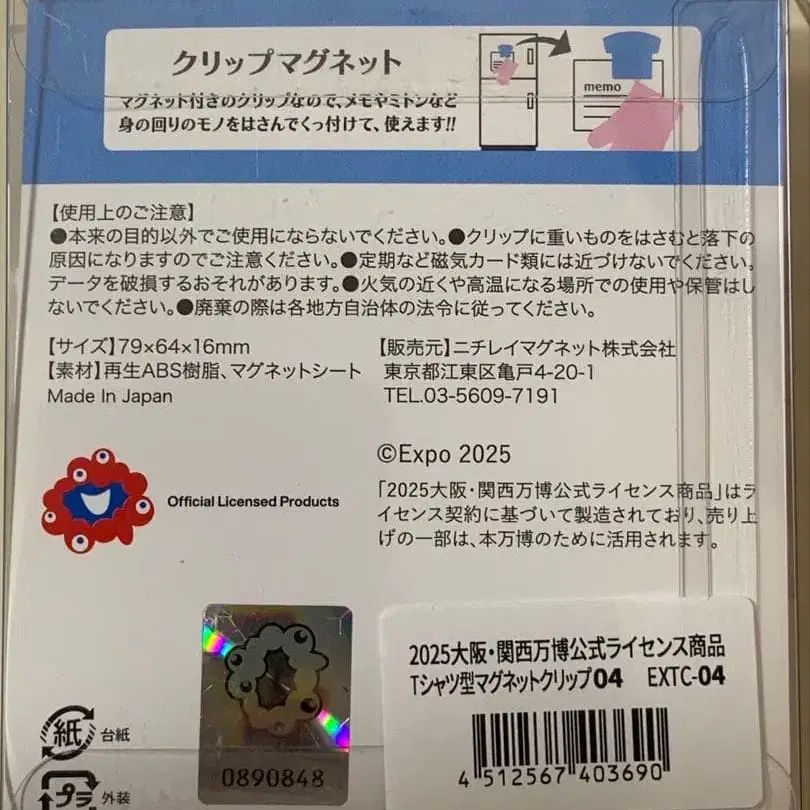 クリップマグネット
マグネット付きのクリップなので、メモやミトンなど
身の回りのモノをはさんでくっ付けて、使えます!!
memo
【使用上のご注意】
●本来の目的以外でご使用にならないでください。●クリップに重いものをはさむと落下の
原因になりますのでご注意ください。●定期など磁気カード類には近づけないでください。
データを破損するおそれがあります。●火気の近くや高温になる場所での使用や保管はし
ないでください。●廃棄の際は各地方自治体の法令に従ってください。
【サイズ】79×64×16mm
【素材】再生ABS樹脂、マグネットシート
Made In Japan
【販売元】ニチレイマグネット株式会社
東京都江東区亀戸4-20-1
TEL.03-5609-7191
Official Licensed Products
©Expo 2025
「2025大阪・関西万博公式ライセンス商品」はラ
イセンス契約に基づいて製造されており、売り上
げの一部は、本万博のために活用されます。
紙 台紙
プラ 外装
0890848
2025大阪・関西万博公式ライセンス商品
Tシャツ型マグネットクリップ04 EXTC-04
4 512567 403690